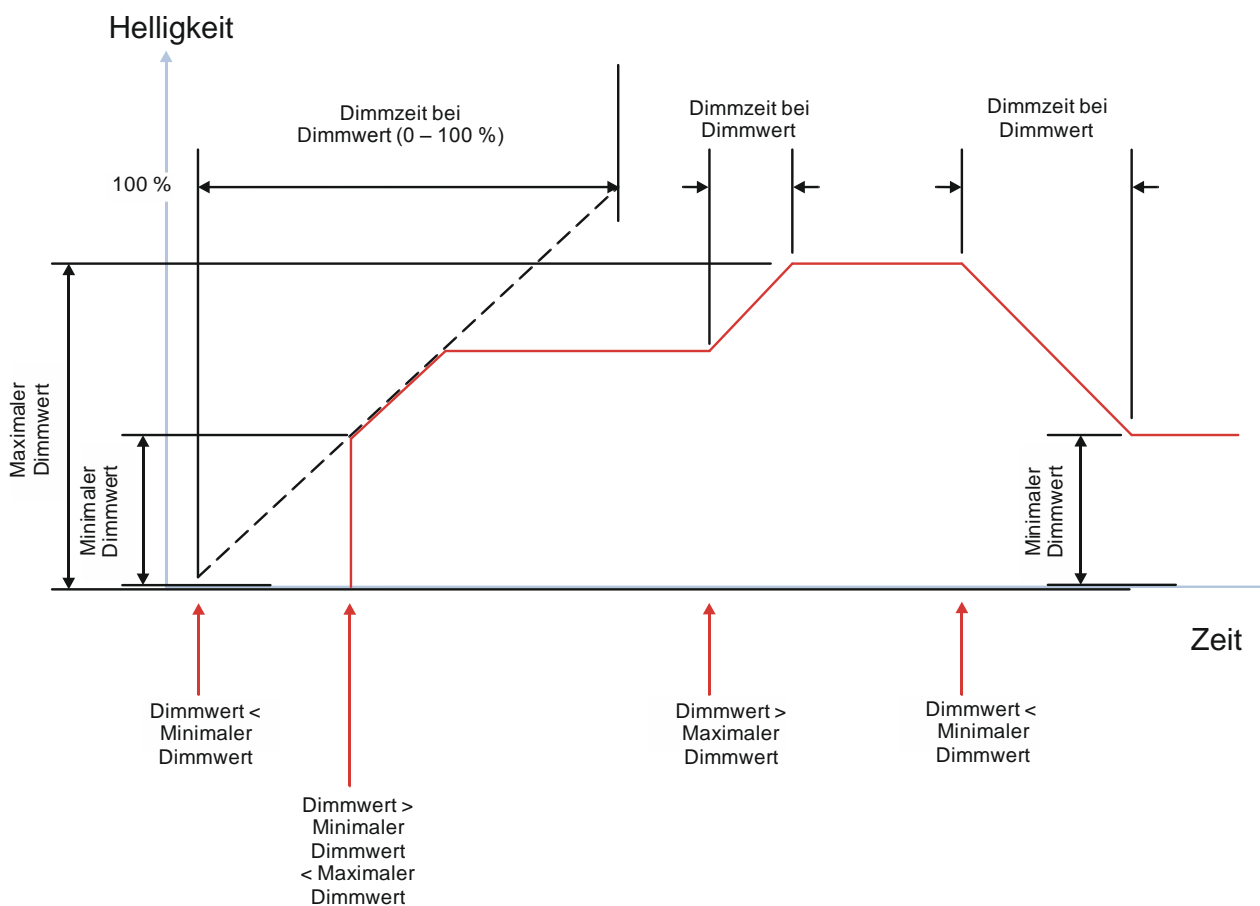 Helligkeit
Dimmzeit bei
Dimmwert (0 – 100 %)
Dimmzeit bei
Dimmwert
Dimmzeit bei
Dimmwert
100 %
Maximaler
Dimmwert
Minimaler
Dimmwert
Minimaler
Dimmwert
Zeit
Dimmwert <
Minimaler
Dimmwert
Dimmwert >
Minimaler
Dimmwert
< Maximaler
Dimmwert
Dimmwert >
Maximaler
Dimmwert
Dimmwert <
Minimaler
Dimmwert